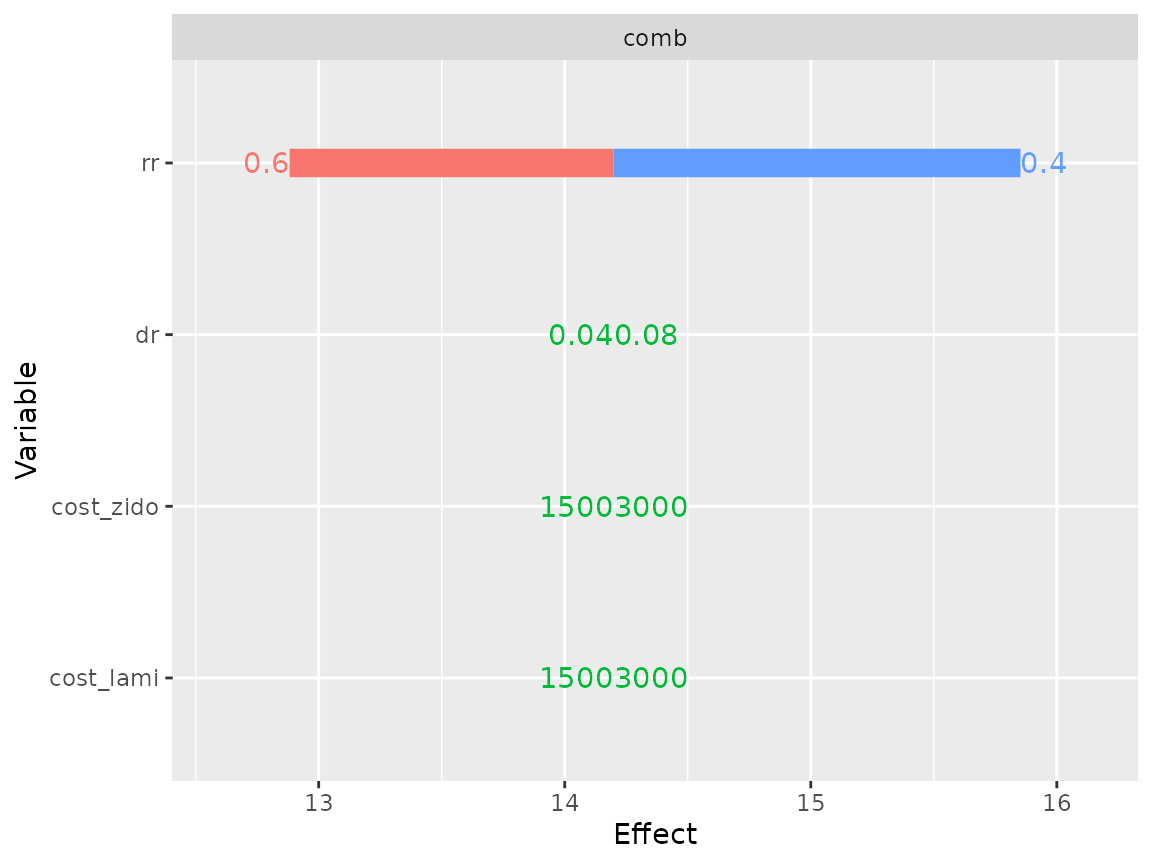 comb
rr
0.6
0.4
dr
0.040.08
Variable
cost_zido
15003000
cost_lami
15003000
13
14
15
16
Effect